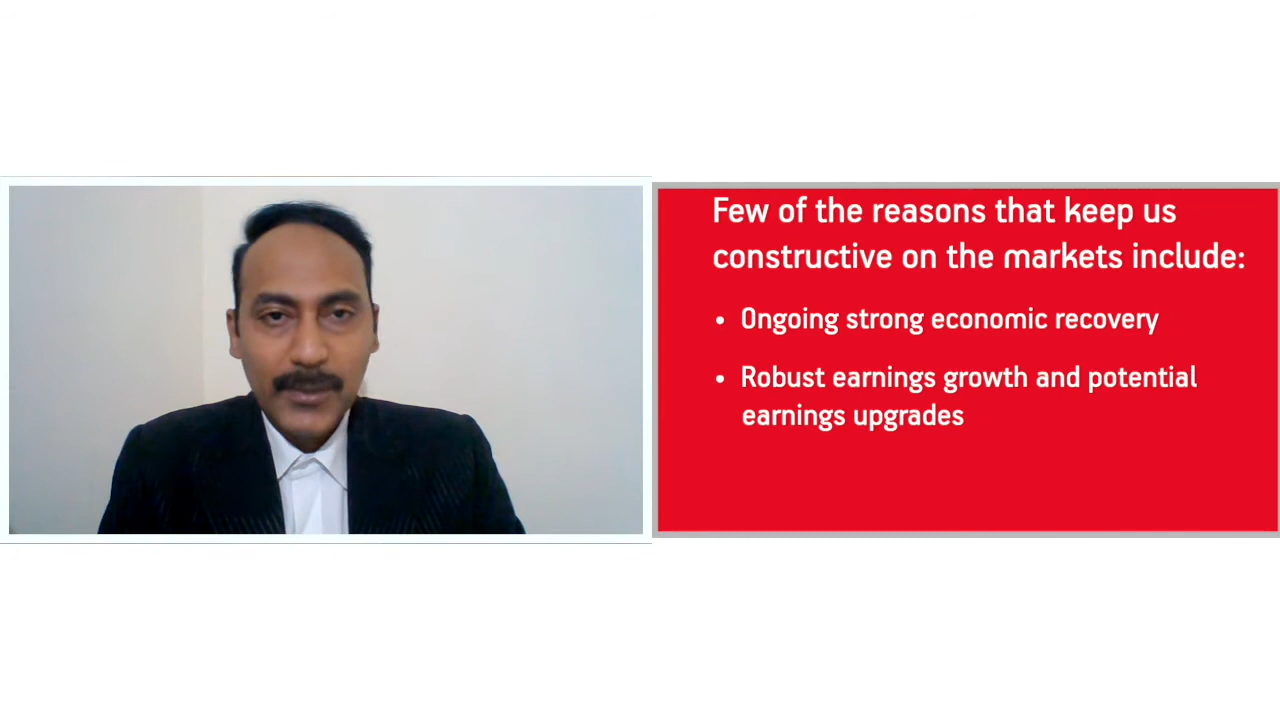 Few of the reasons that keep us
constructive on the markets include:
• Ongoing strong economic recovery
• Robust earnings growth and potential
earnings upgrades